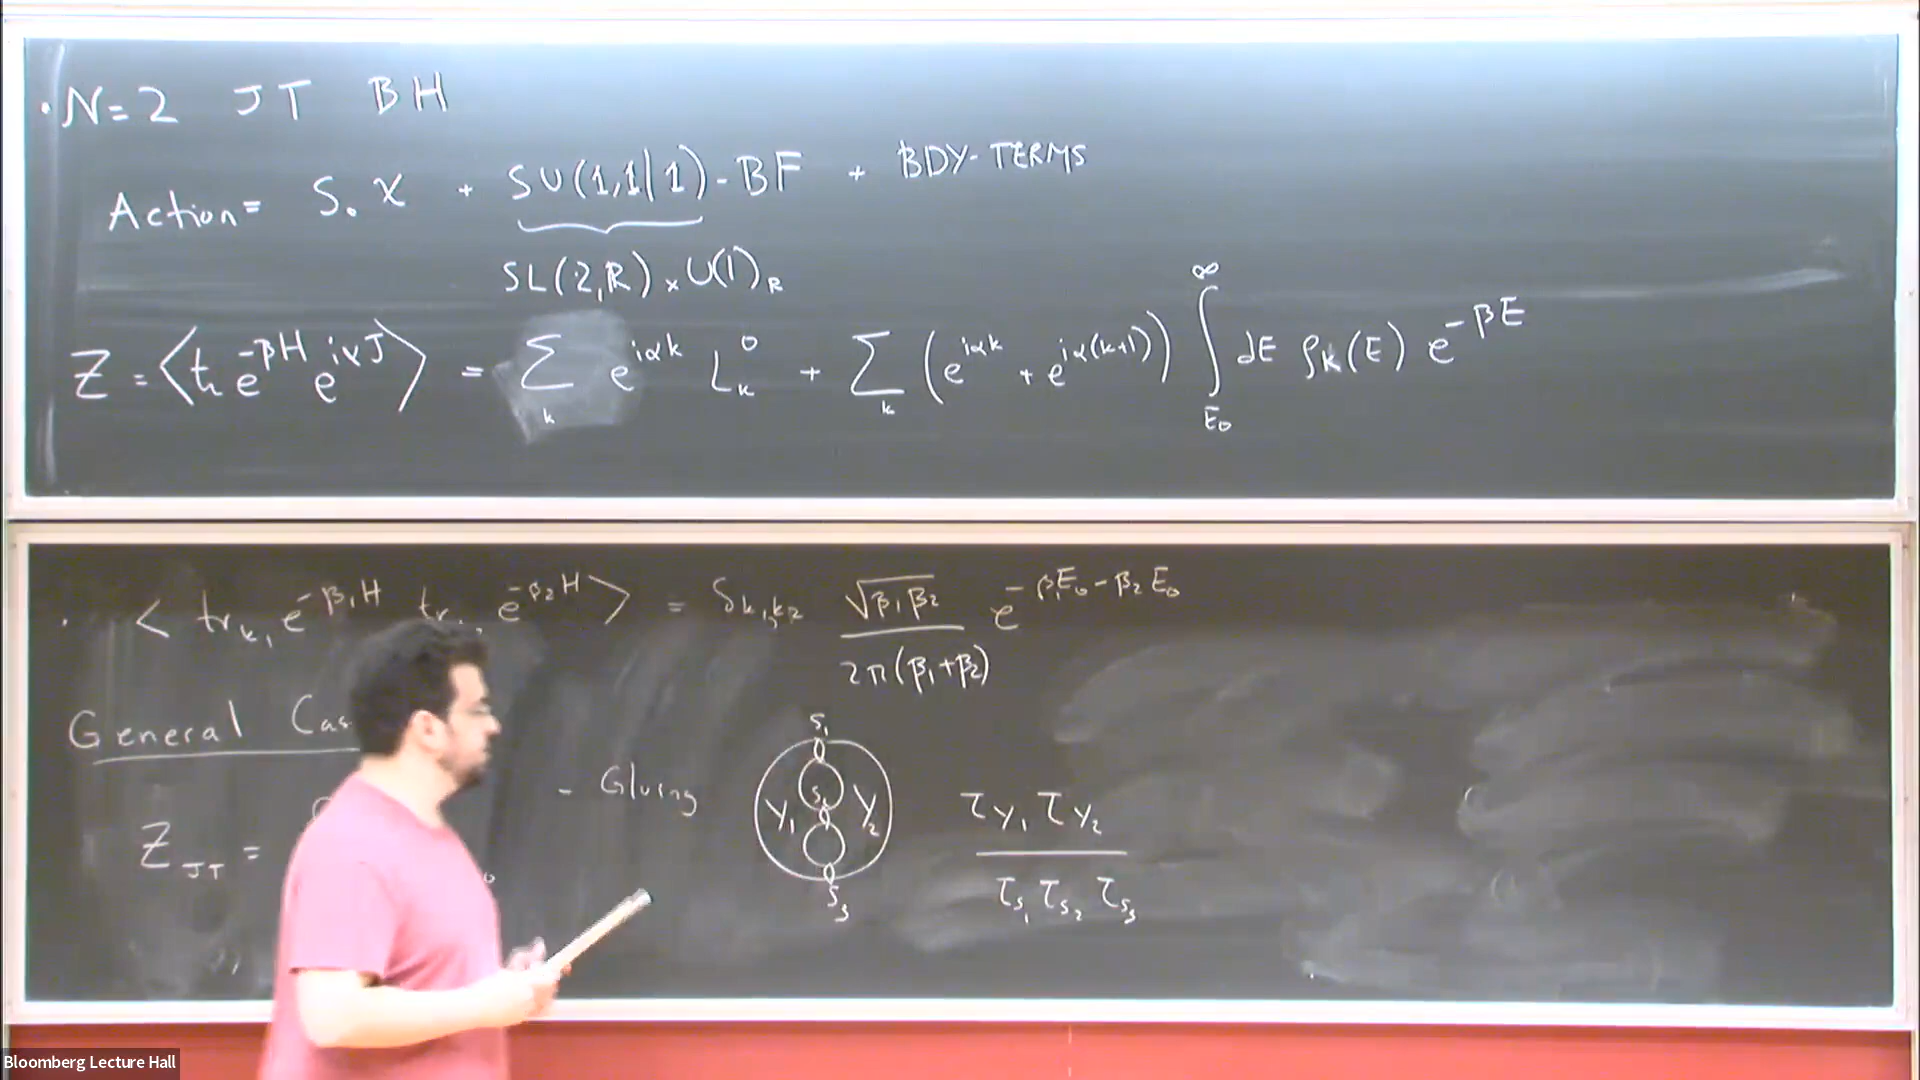 · N=2 JT BH
Action = S₀ χ + SU(1,1|1)-BF + BDY-TERMS
SL(2,R) × U(1)_R
Z = ⟨tr e^{-βH} e^{iαJ}⟩ = Σ_k e^{iαk} L_k^0 + Σ_k (e^{iαk} + e^{iα(k+1)}) ∫_{E₀}^{∞} dE ρ_k(E) e^{-βE}
· < tr_{k₁} e^{-β₁H} tr e^{-β₂H} > = δ_{k₁,k₂} √(β₁β₂) / 2π(β₁+β₂) e^{-β₁E₀-β₂E₀}
General Cas
Z_{JT} =
- Gluing
S₁
Y₁ S₂ Y₂
S₃
τ_{Y₁} τ_{Y₂} / τ_{S₁} τ_{S₂} τ_{S₃}
Bloomberg Lecture Hall